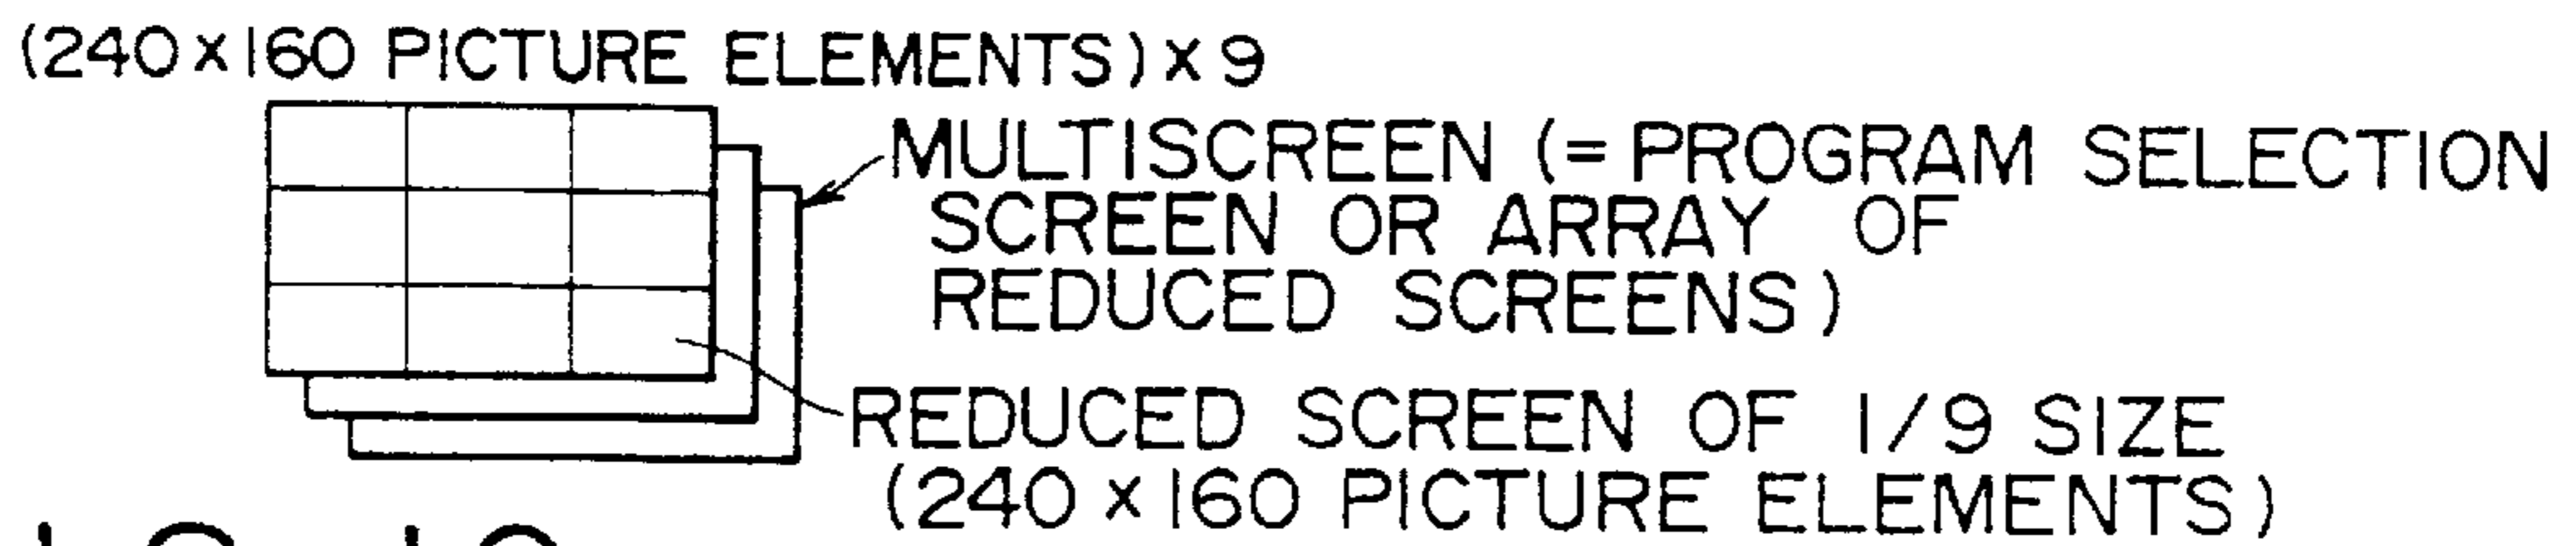 (240×160 PICTURE ELEMENTS)×9
MULTISCREEN (= PROGRAM SELECTION
SCREEN OR ARRAY OF
REDUCED SCREENS)
REDUCED SCREEN OF 1/9 SIZE
(240×160 PICTURE ELEMENTS)